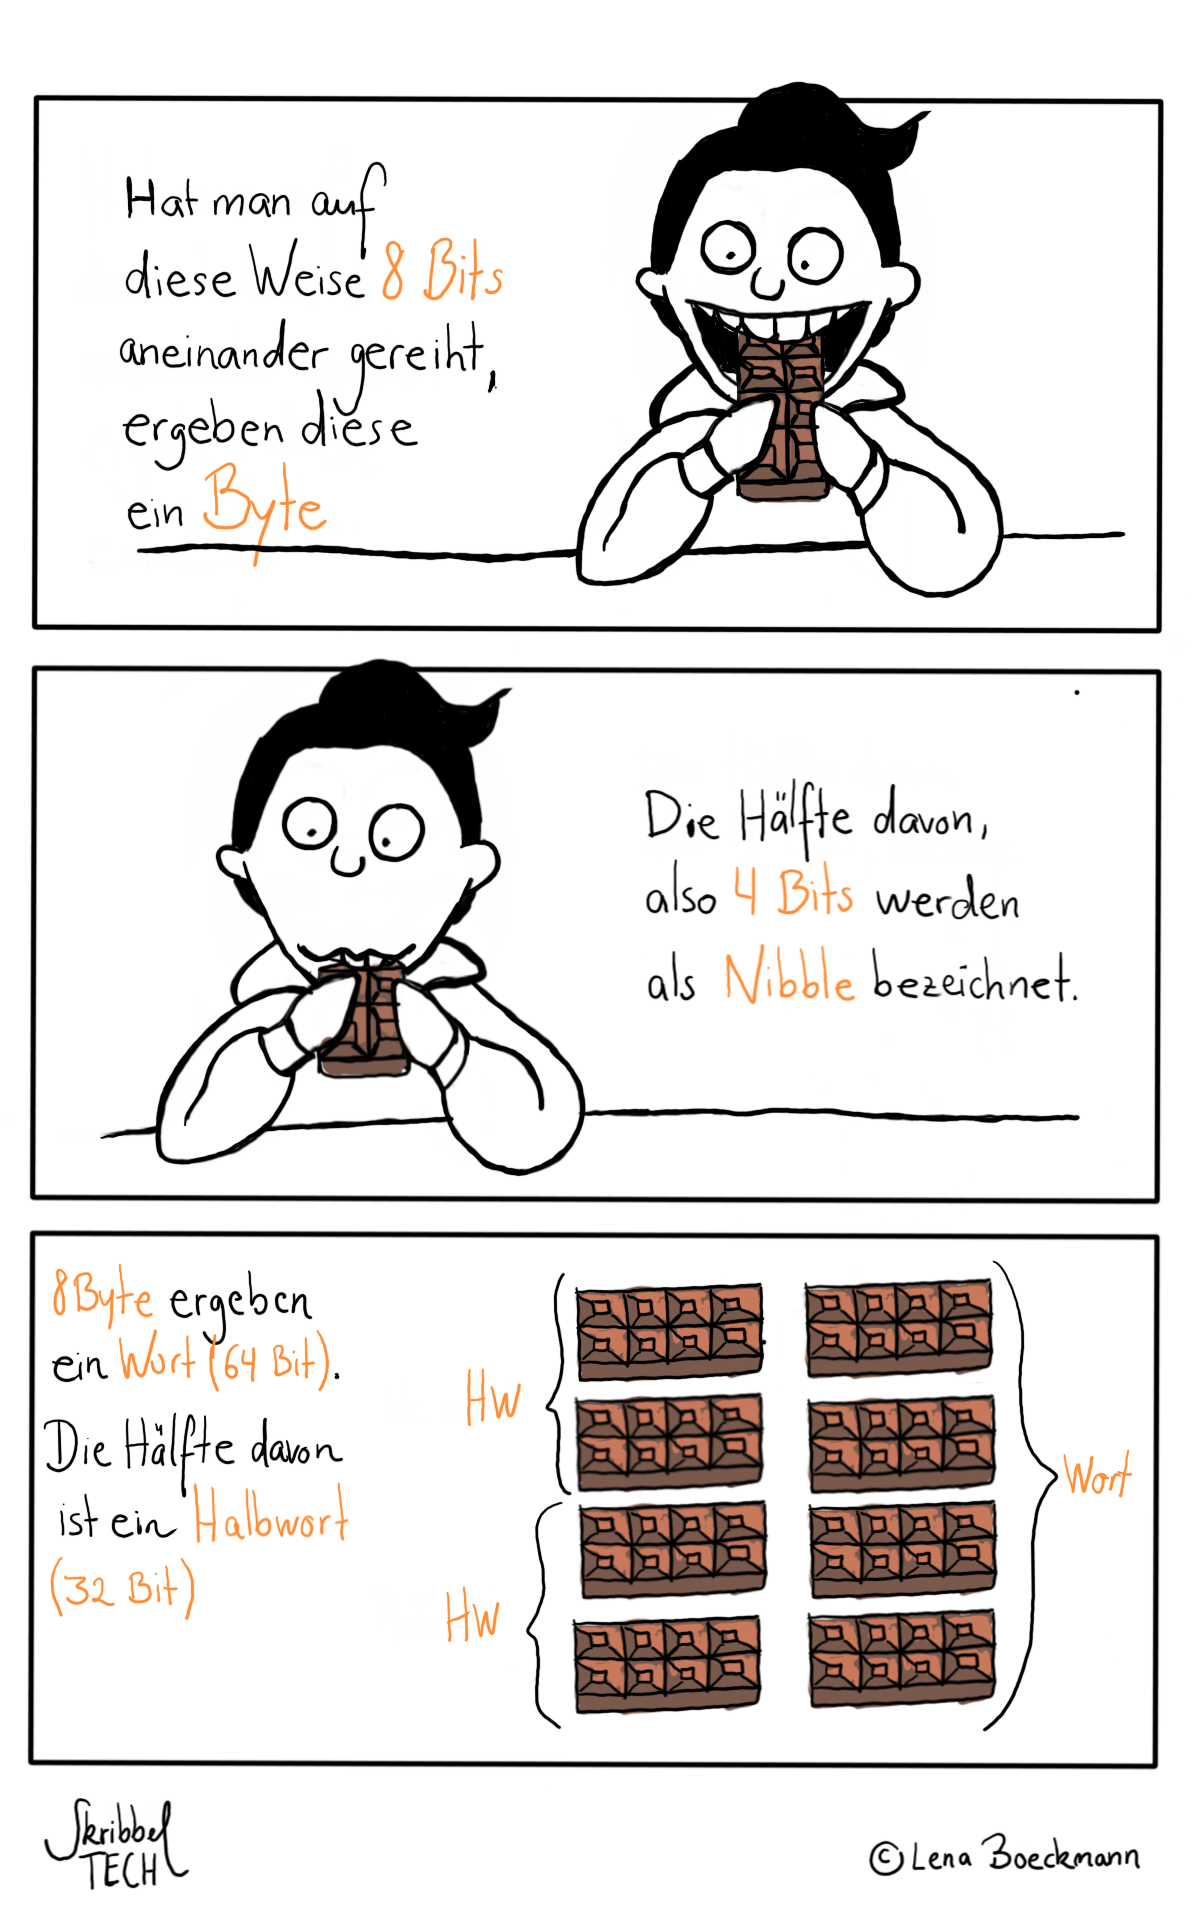 Hat man auf
diese Weise 8 Bits
aneinander gereiht,
ergeben diese
ein Byte
Die Hälfte davon,
also 4 Bits werden
als Nibble bezeichnet.
8 Byte ergeben
ein Wort (64 Bit).
Die Hälfte davon
ist ein Halbwort
(32 Bit)
Hw
Hw
Wort
Skribbel
TECH
© Lena Boeckmann